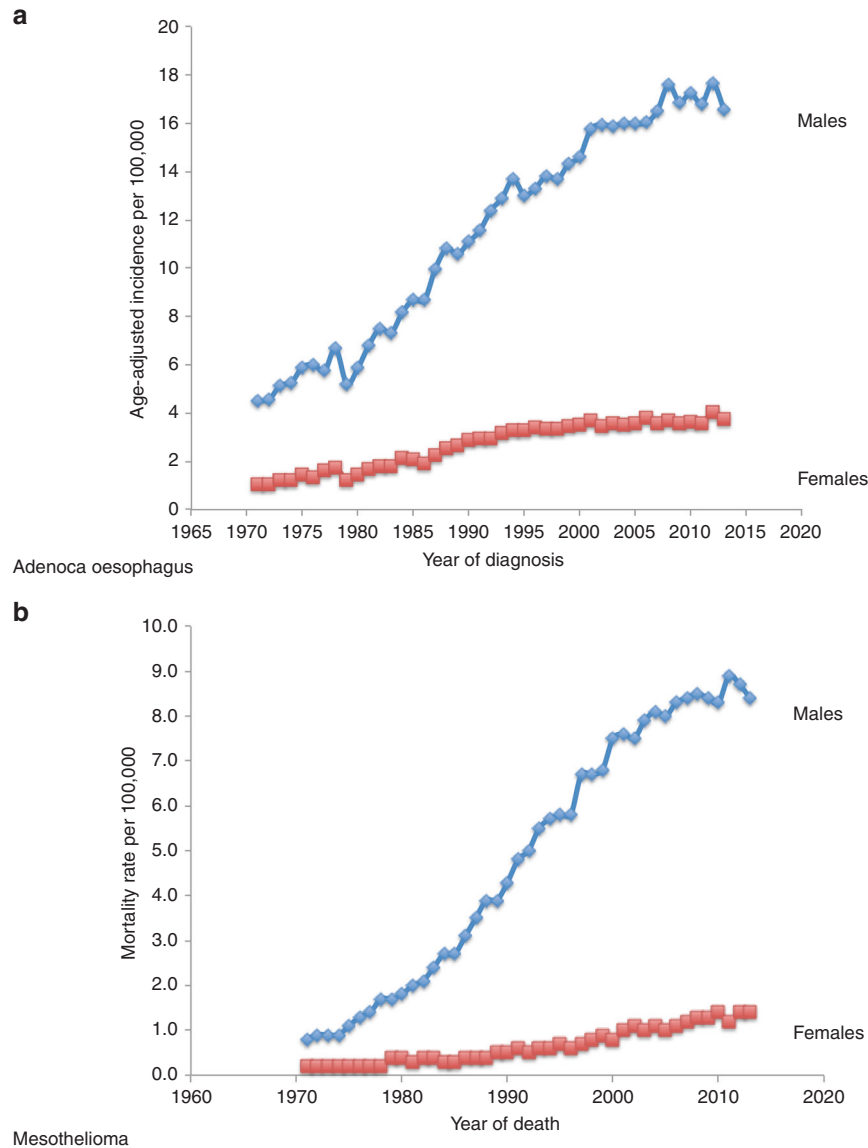 a
20
18
16
14
12
10
8
6
4
2
0
Age-adjusted incidence per 100,000
Males
Females
1965 1970 1975 1980 1985 1990 1995 2000 2005 2010 2015 2020
Year of diagnosis
Adenoca oesophagus
b
10.0
9.0
8.0
7.0
6.0
5.0
4.0
3.0
2.0
1.0
0.0
Mortality rate per 100,000
Males
Females
1960 1970 1980 1990 2000 2010 2020
Year of death
Mesothelioma